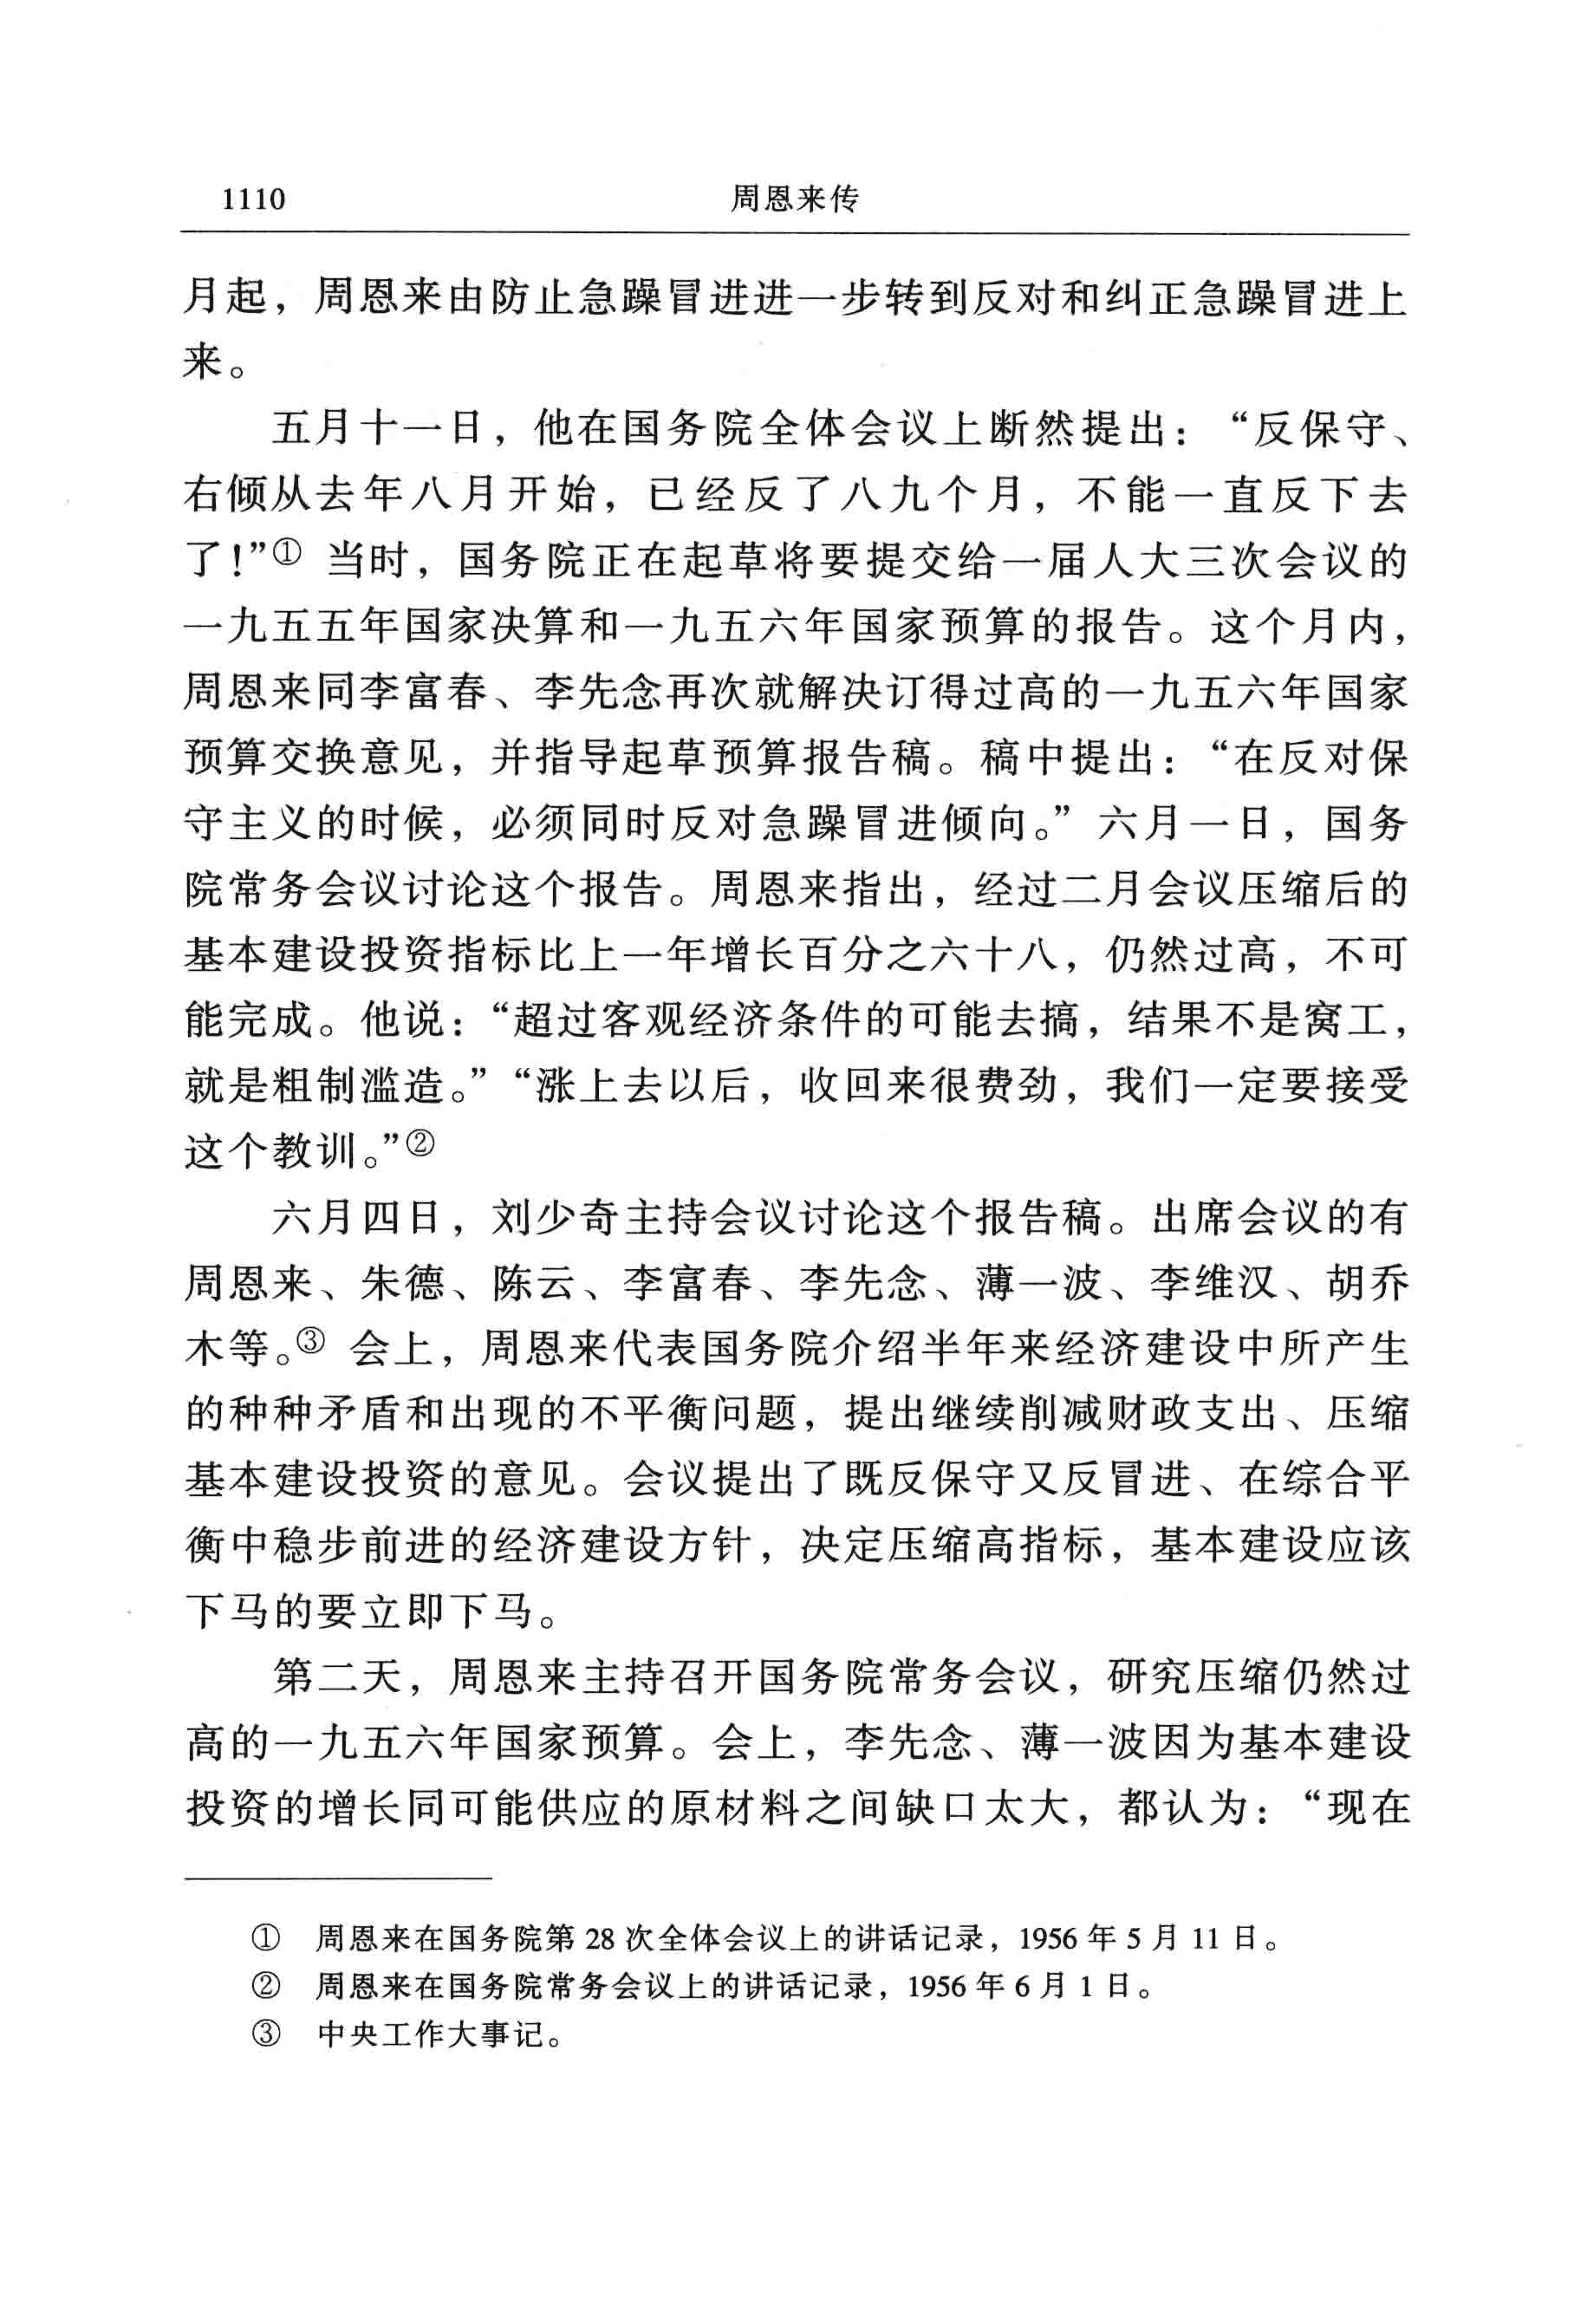 1110 周恩来传
月起，周恩来由防止急躁冒进进一步转到反对和纠正急躁冒进上
来。
五月十一日，他在国务院全体会议上断然提出：“反保守、
右倾从去年八月开始，已经反了八九个月，不能一直反下去
了！”① 当时，国务院正在起草将要提交给一届人大三次会议的
一九五五年国家决算和一九五六年国家预算的报告。这个月内，
周恩来同李富春、李先念再次就解决订得过高的一九五六年国家
预算交换意见，并指导起草预算报告稿。稿中提出：“在反对保
守主义的时候，必须同时反对急躁冒进倾向。”六月一日，国务
院常务会议讨论这个报告。周恩来指出，经过二月会议压缩后的
基本建设投资指标比上一年增长百分之六十八，仍然过高，不可
能完成。他说：“超过客观经济条件的可能去搞，结果不是窝工，
就是粗制滥造。”“涨上去以后，收回来很费劲，我们一定要接受
这个教训。”②
六月四日，刘少奇主持会议讨论这个报告稿。出席会议的有
周恩来、朱德、陈云、李富春、李先念、薄一波、李维汉、胡乔
木等。③ 会上，周恩来代表国务院介绍半年来经济建设中所产生
的种种矛盾和出现的不平衡问题，提出继续削减财政支出、压缩
基本建设投资的意见。会议提出了既反保守又反冒进、在综合平
衡中稳步前进的经济建设方针，决定压缩高指标，基本建设应该
下马的要立即下马。
第二天，周恩来主持召开国务院常务会议，研究压缩仍然过
高的一九五六年国家预算。会上，李先念、薄一波因为基本建设
投资的增长同可能供应的原材料之间缺口太大，都认为：“现在
① 周恩来在国务院第 28 次全体会议上的讲话记录，1956 年 5 月 11 日。
② 周恩来在国务院常务会议上的讲话记录，1956 年 6 月 1 日。
③ 中央工作大事记。